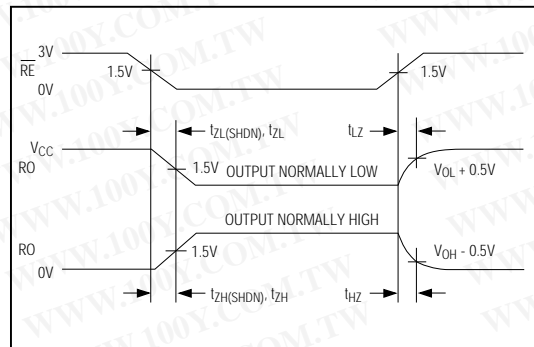 3V
RE
1.5V
1.5V
0V
tZL(SHDN), tZL
tLZ
VCC
RO
1.5V
OUTPUT NORMALLY LOW
VOL + 0.5V
OUTPUT NORMALLY HIGH
RO
1.5V
VOH - 0.5V
0V
tZH(SHDN), tZH
tHZ
WWW.100Y.COM.TW